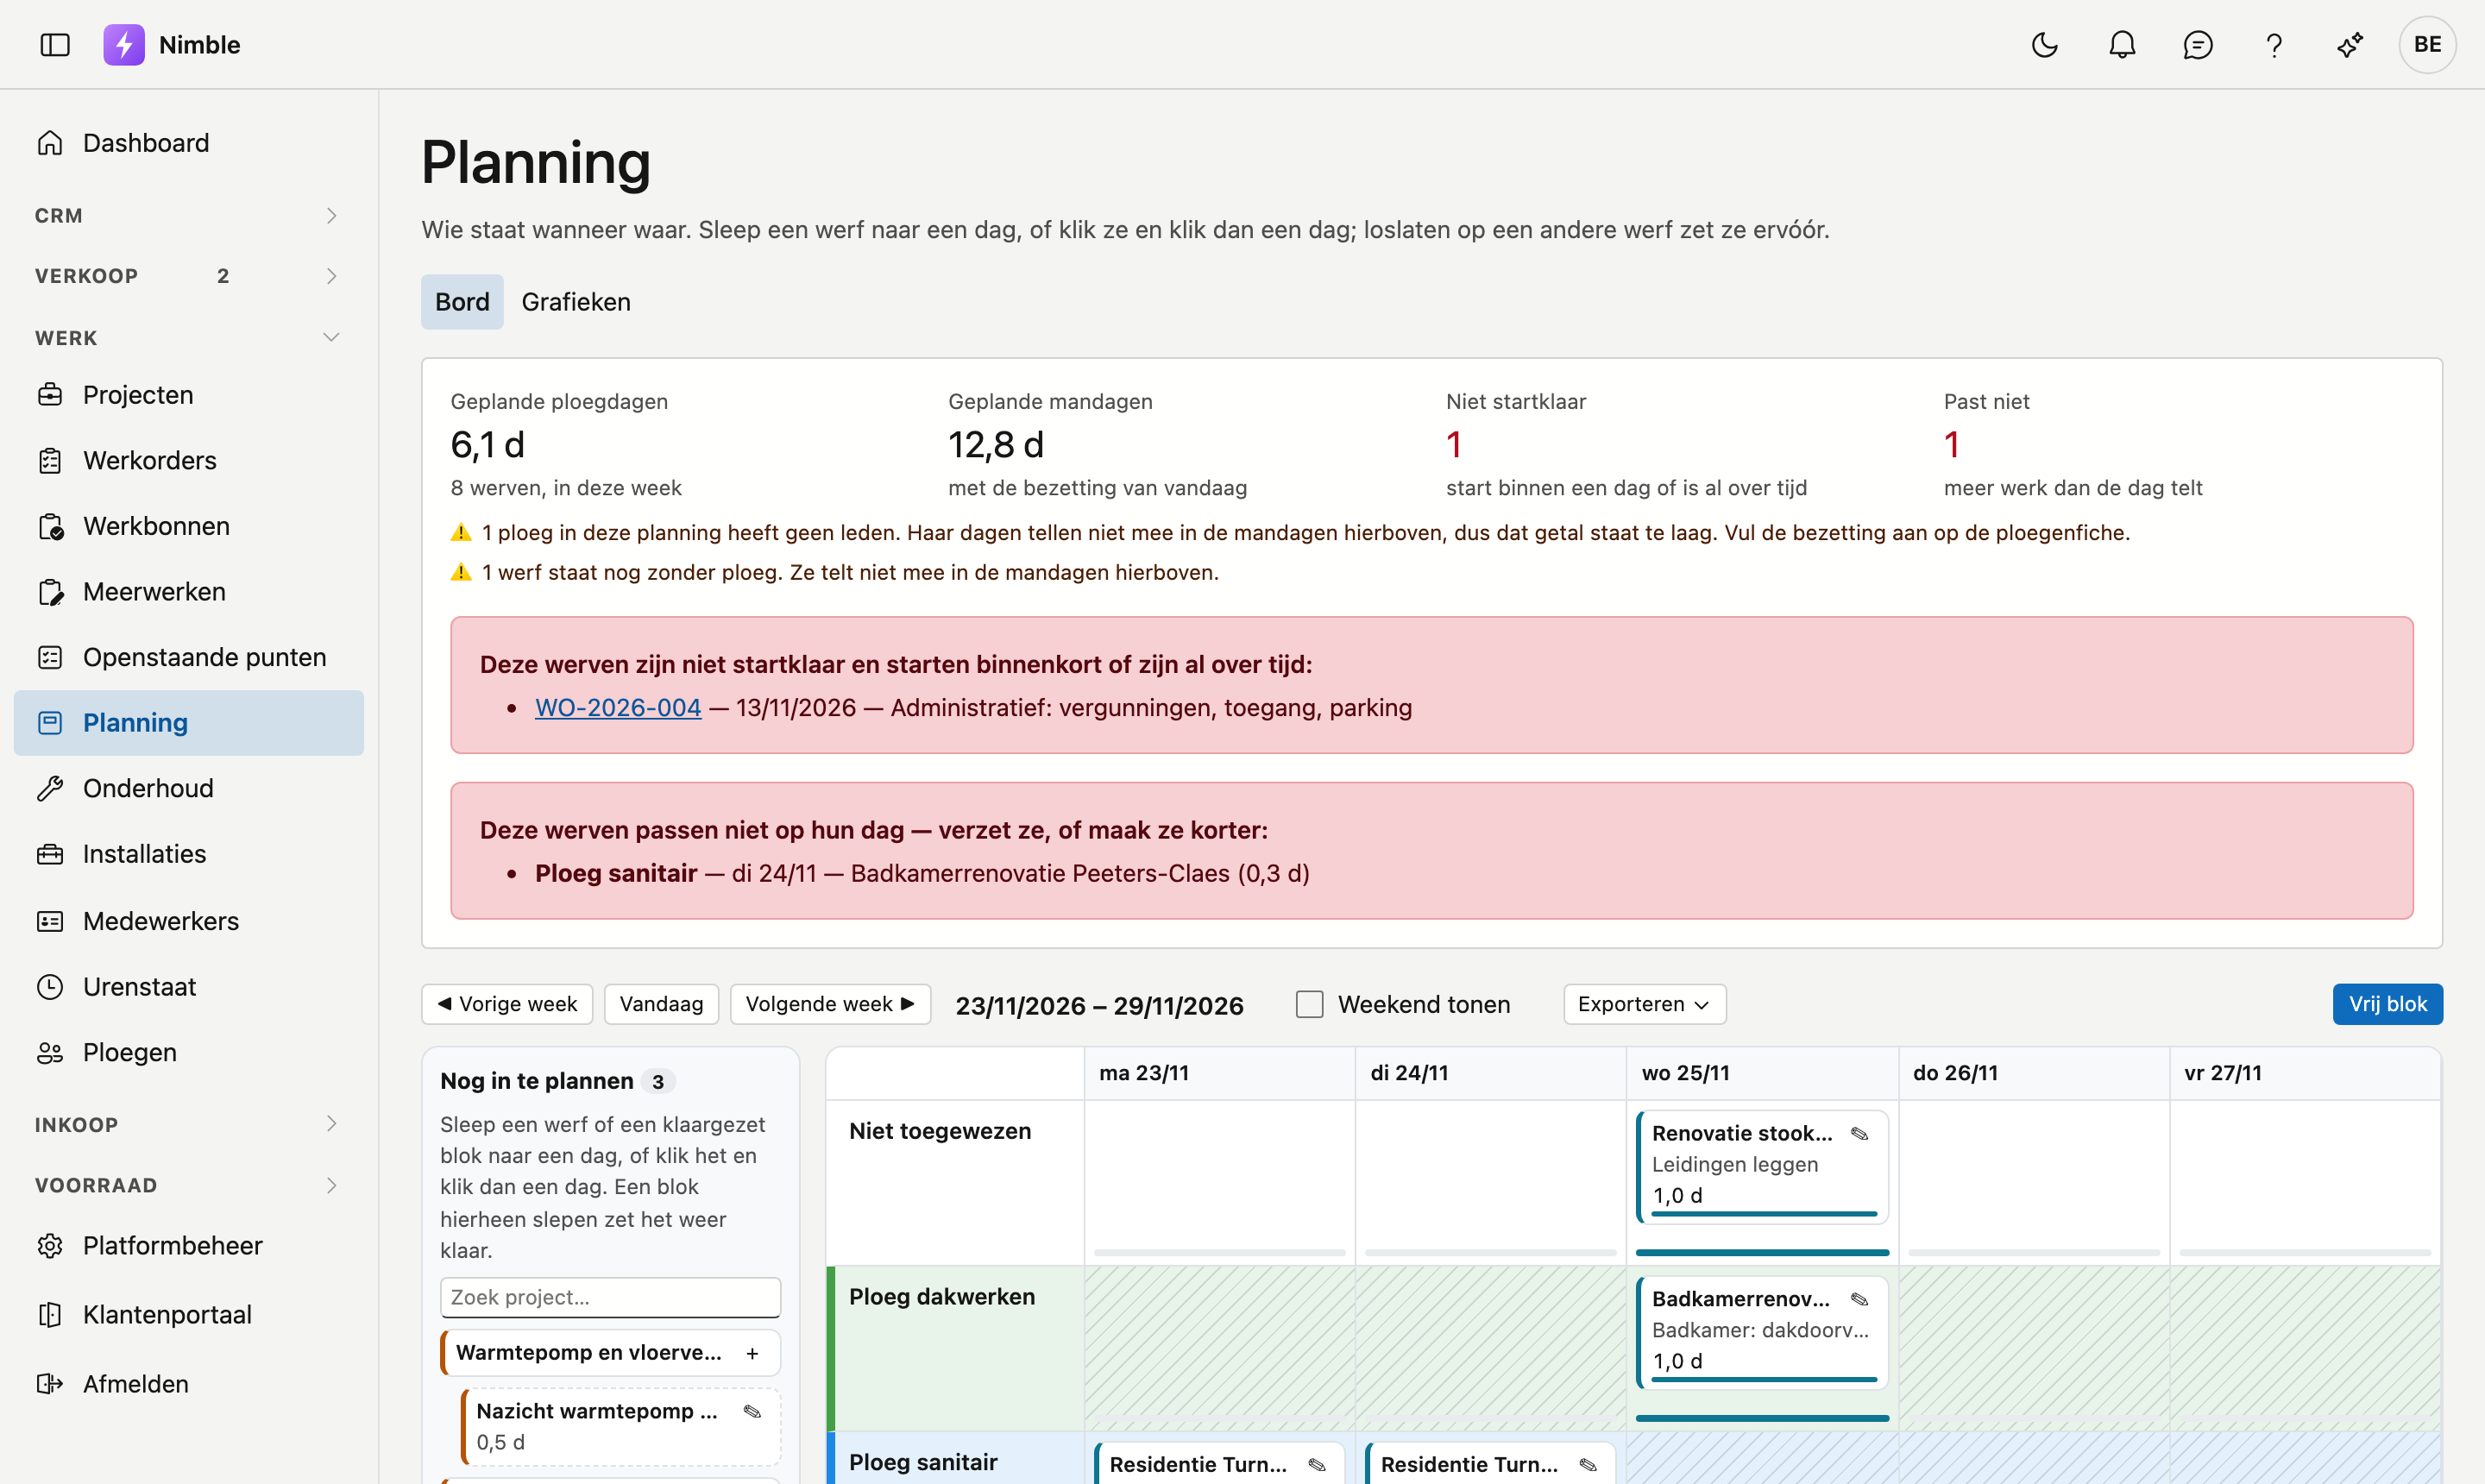 Nimble
BE
Dashboard
CRM
VERKOOP 2
WERK
Projecten
Werkorders
Werkbonnen
Meerwerken
Openstaande punten
Planning
Onderhoud
Installaties
Medewerkers
Urenstaat
Ploegen
INKOOP
VOORRAAD
Platformbeheer
Klantenportaal
Afmelden
Planning
Wie staat wanneer waar. Sleep een werf naar een dag, of klik ze en klik dan een dag; loslaten op een andere werf zet ze ervóór.
Bord Grafieken
Geplande ploegdagen
6,1 d
8 werven, in deze week
Geplande mandagen
12,8 d
met de bezetting van vandaag
Niet startklaar
1
start binnen een dag of is al over tijd
Past niet
1
meer werk dan de dag telt
1 ploeg in deze planning heeft geen leden. Haar dagen tellen niet mee in de mandagen hierboven, dus dat getal staat te laag. Vul de bezetting aan op de ploegenfiche.
1 werf staat nog zonder ploeg. Ze telt niet mee in de mandagen hierboven.
Deze werven zijn niet startklaar en starten binnenkort of zijn al over tijd:
• WO-2026-004 — 13/11/2026 — Administratief: vergunningen, toegang, parking
Deze werven passen niet op hun dag — verzet ze, of maak ze korter:
• Ploeg sanitair — di 24/11 — Badkamerrenovatie Peeters-Claes (0,3 d)
◀ Vorige week Vandaag Volgende week ▶ 23/11/2026 – 29/11/2026 Weekend tonen Exporteren Vrij blok
Nog in te plannen 3
Sleep een werf of een klaargezet
blok naar een dag, of klik het en
klik dan een dag. Een blok
hierheen slepen zet het weer
klaar.
Zoek project...
Warmtepomp en vloerve... +
Nazicht warmtepomp ...
0,5 d
ma 23/11 di 24/11 wo 25/11 do 26/11 vr 27/11
Niet toegewezen
Renovatie stook...
Leidingen leggen
1,0 d
Ploeg dakwerken
Badkamerrenov...
Badkamer: dakdoorv...
1,0 d
Ploeg sanitair
Residentie Turn...
Residentie Turn...